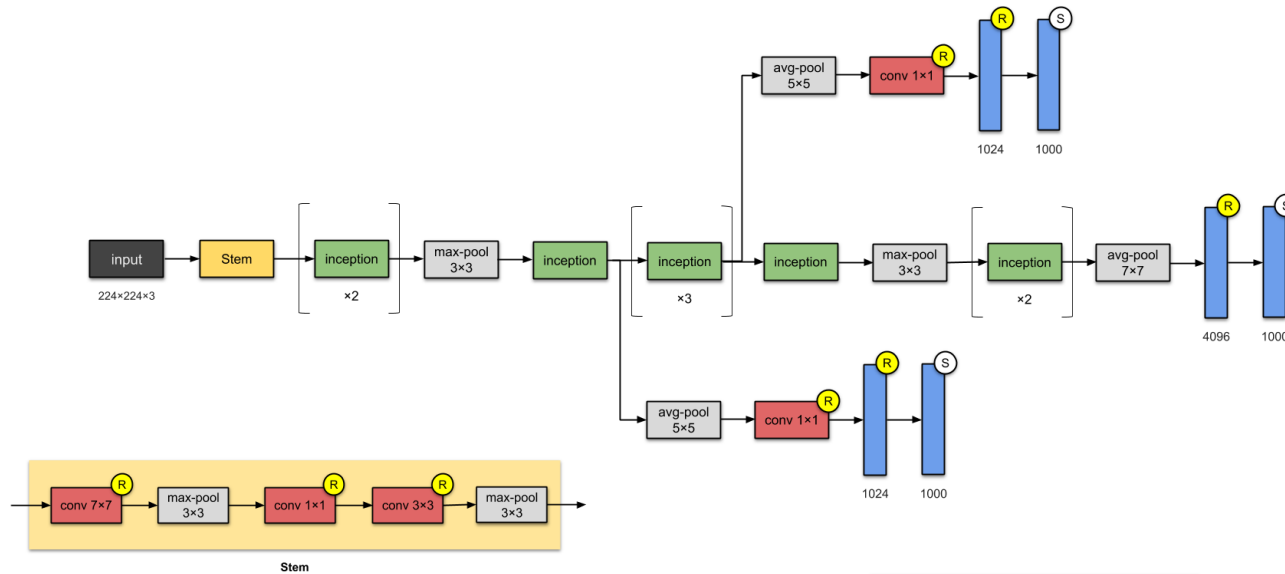 R
S
avg-pool
5×5
conv 1×1
R
1024
1000
input
224×224×3
Stem
inception
×2
max-pool
3×3
inception
inception
×3
inception
max-pool
3×3
inception
×2
avg-pool
7×7
R
S
4096
1000
avg-pool
5×5
conv 1×1
R
R
S
1024
1000
conv 7×7
R
max-pool
3×3
conv 1×1
R
conv 3×3
R
max-pool
3×3
Stem